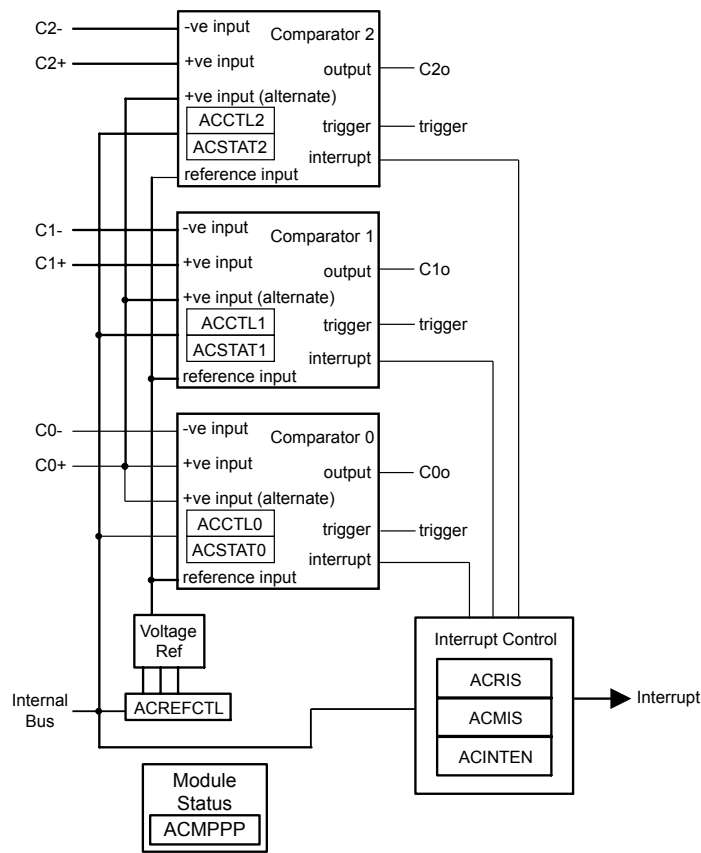 C2-
-ve input
Comparator 2
C2+
+ve input
output
C2o
+ve input (alternate)
ACCTL2
trigger
trigger
ACSTAT2
interrupt
reference input
C1-
-ve input
Comparator 1
C1+
+ve input
output
C1o
+ve input (alternate)
ACCTL1
trigger
trigger
ACSTAT1
interrupt
reference input
C0-
-ve input
Comparator 0
C0+
+ve input
output
C0o
+ve input (alternate)
ACCTL0
trigger
trigger
ACSTAT0
interrupt
reference input
Voltage
Ref
ACREFCTL
Internal
Bus
Interrupt Control
ACRIS
ACMIS
ACINTEN
Interrupt
Module
Status
ACMPPP